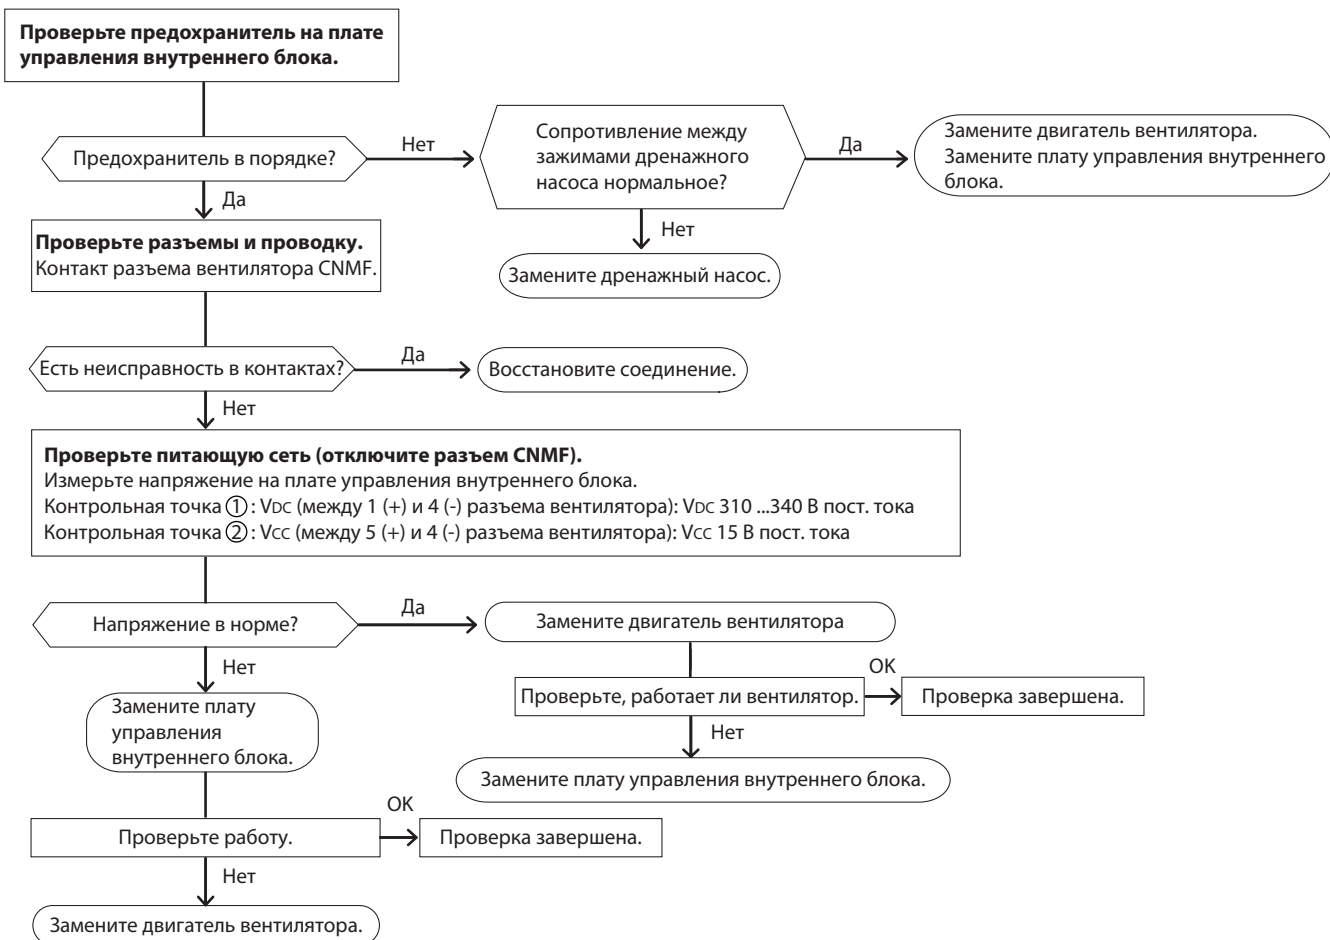 Проверьте предохранитель на плате
управления внутреннего блока.
Предохранитель в порядке?
Нет
Сопротивление между
зажимами дренажного
насоса нормальное?
Да
Замените двигатель вентилятора.
Замените плату управления внутреннего
блока.
Да
Нет
Проверьте разъемы и проводку.
Контакт разъема вентилятора CNMF.
Замените дренажный насос.
Есть неисправность в контактах?
Да
Восстановите соединение.
Нет
Проверьте питающую сеть (отключите разъем CNMF).
Измерьте напряжение на плате управления внутреннего блока.
Контрольная точка ①: VDC (между 1 (+) и 4 (-) разъема вентилятора): VDC 310 ...340 В пост. тока
Контрольная точка ②: VCC (между 5 (+) и 4 (-) разъема вентилятора): VCC 15 В пост. тока
Напряжение в норме?
Да
Замените двигатель вентилятора
Нет
OK
Проверьте, работает ли вентилятор.
Проверка завершена.
Замените плату
управления
внутреннего блока.
Нет
Замените плату управления внутреннего блока.
OK
Проверьте работу.
Проверка завершена.
Нет
Замените двигатель вентилятора.